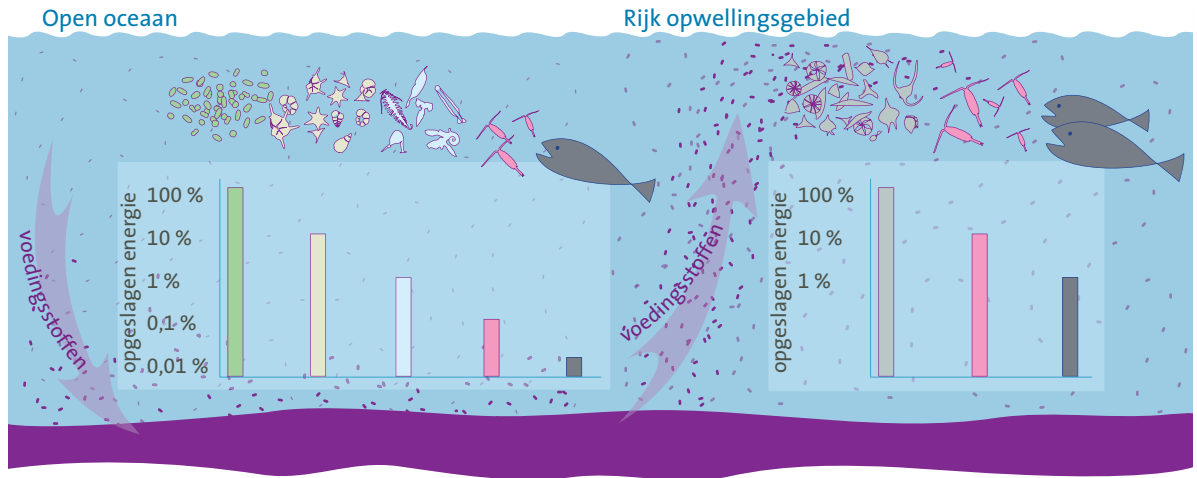 Open oceaan
Rijk opwellingsgebied
voedingsstoffen
opgeslagen energie
100 %
10 %
1 %
0,1 %
0,01 %
voedingsstoffen
opgeslagen energie
100 %
10 %
1 %